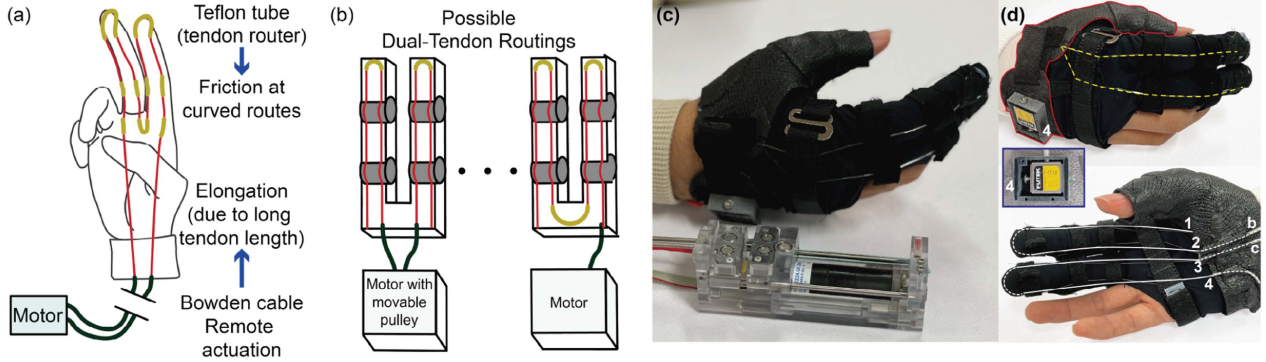 (a)
Teflon tube
(tendon router)
Friction at
curved routes
Elongation
(due to long
tendon length)
Bowden cable
Remote
actuation
Motor
(b)
Possible
Dual-Tendon Routings
Motor with
movable
pulley
Motor
(c)
(d)
4
4
FUTEK
1
2
3
4
b
c